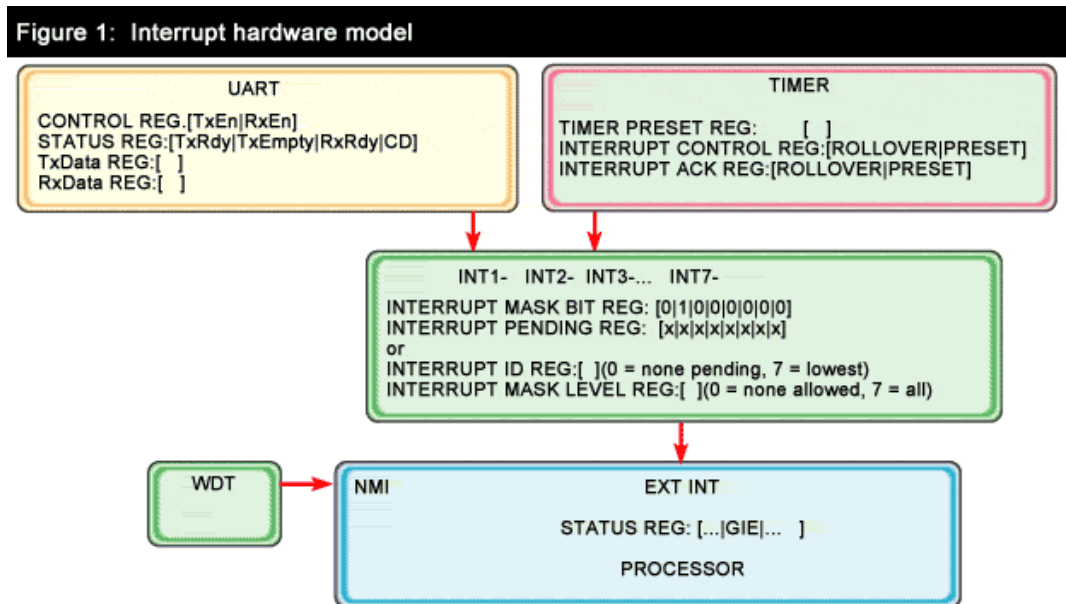 Figure 1: Interrupt hardware model
UART
CONTROL REG.[TxEn|RxEn]
STATUS REG:[TxRdy|TxEmpty|RxRdy|CD]
TxData REG:[ ]
RxData REG:[ ]
TIMER
TIMER PRESET REG: [ ]
INTERRUPT CONTROL REG:[ROLLOVER|PRESET]
INTERRUPT ACK REG:[ROLLOVER|PRESET]
INT1- INT2- INT3-... INT7-
INTERRUPT MASK BIT REG: [0|1|0|0|0|0|0|0]
INTERRUPT PENDING REG: [x|x|x|x|x|x|x|x]
or
INTERRUPT ID REG:[ ](0 = none pending, 7 = lowest)
INTERRUPT MASK LEVEL REG:[ ](0 = none allowed, 7 = all)
WDT
NMI EXT INT
STATUS REG: [...|GIE|... ]
PROCESSOR